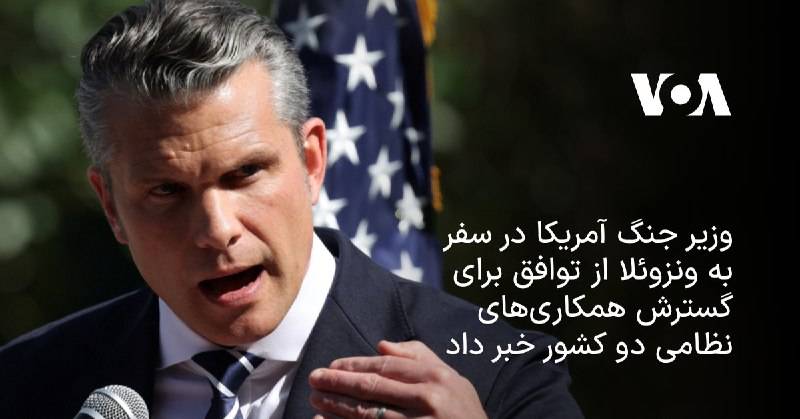 VOA
وزیر جنگ آمریکا در سفر
به ونزوئلا از توافق برای
گسترش همکاری‌های
نظامی دو کشور خبر داد